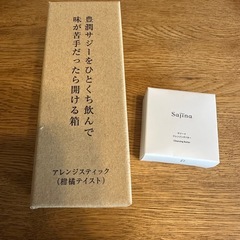 豊潤サジーをひとくち飲んで
味が苦手だったら開ける箱
アレンジスティック
(柑橘テイスト)
Sajina